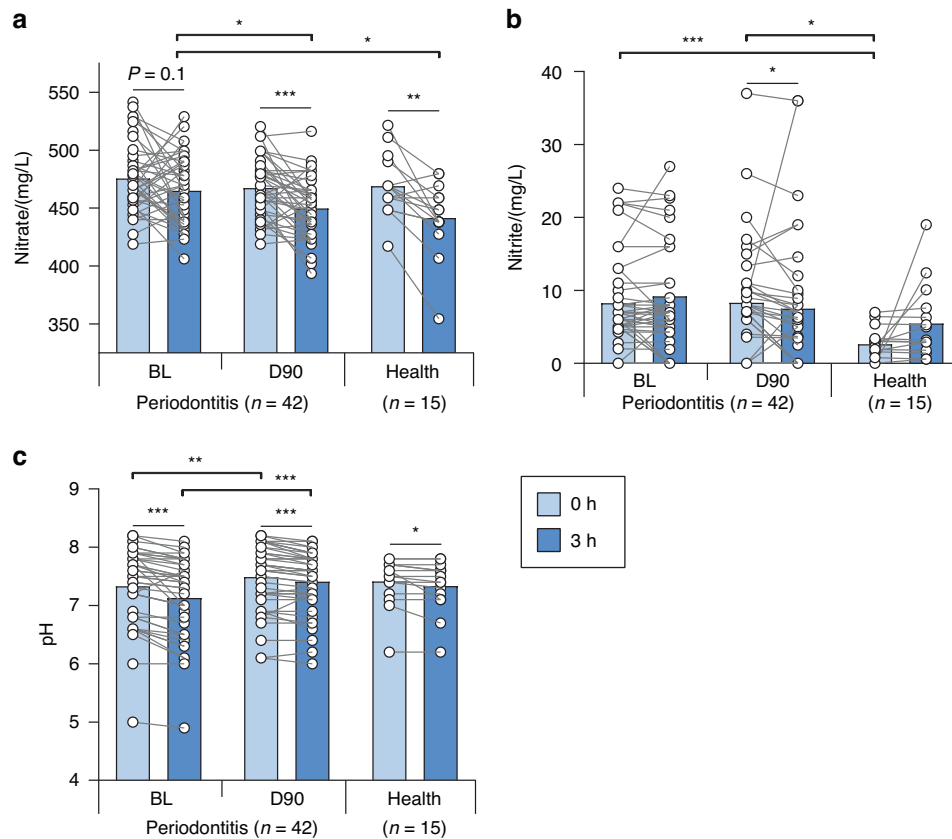 a
*
*
P = 0.1
***
**
Nitrate/(mg/L)
550
500
450
400
350
BL
D90
Health
Periodontitis (n = 42)
(n = 15)
b
*
***
*
Nitrite/(mg/L)
40
30
20
10
0
BL
D90
Health
Periodontitis (n = 42)
(n = 15)
c
**
***
***
***
*
pH
9
8
7
6
5
4
BL
D90
Health
Periodontitis (n = 42)
(n = 15)
0 h
3 h